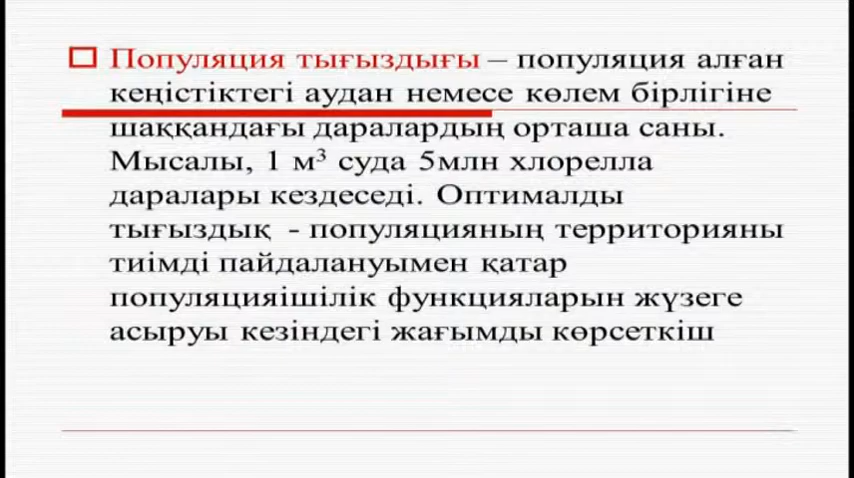 Популяция тығыздығы – популяция алған
кеңістіктегі аудан немесе көлем бірлігіне
шаққандағы даралардың орташа саны.
Мысалы, 1 м³ суда 5млн хлорелла
даралары кездеседі. Оптималды
тығыздық - популяцияның территорияны
тиімді пайдалануымен қатар
популяцияішілік функцияларын жүзеге
асыруы кезіндегі жағымды көрсеткіш